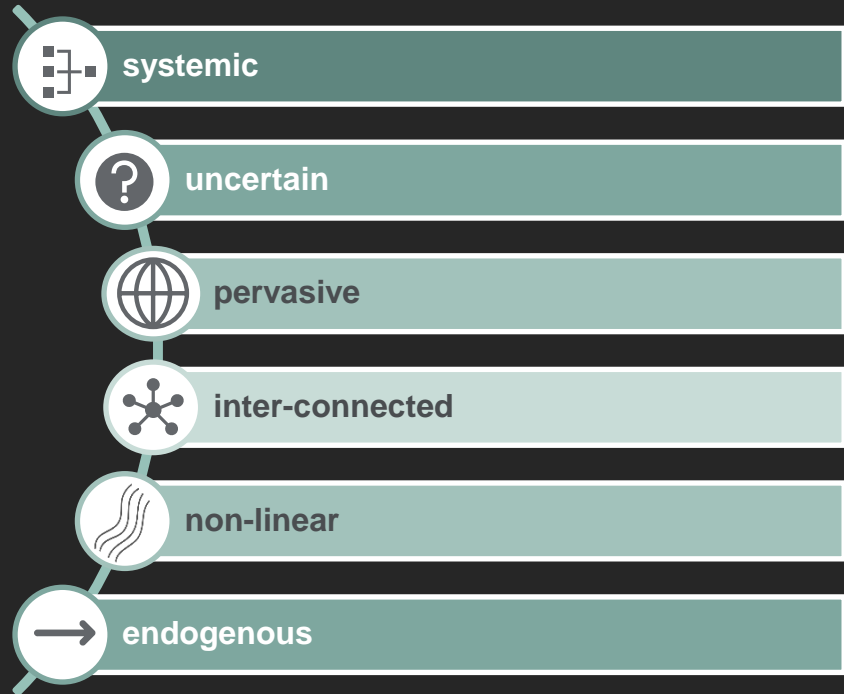 systemic
uncertain
pervasive
inter-connected
non-linear
endogenous